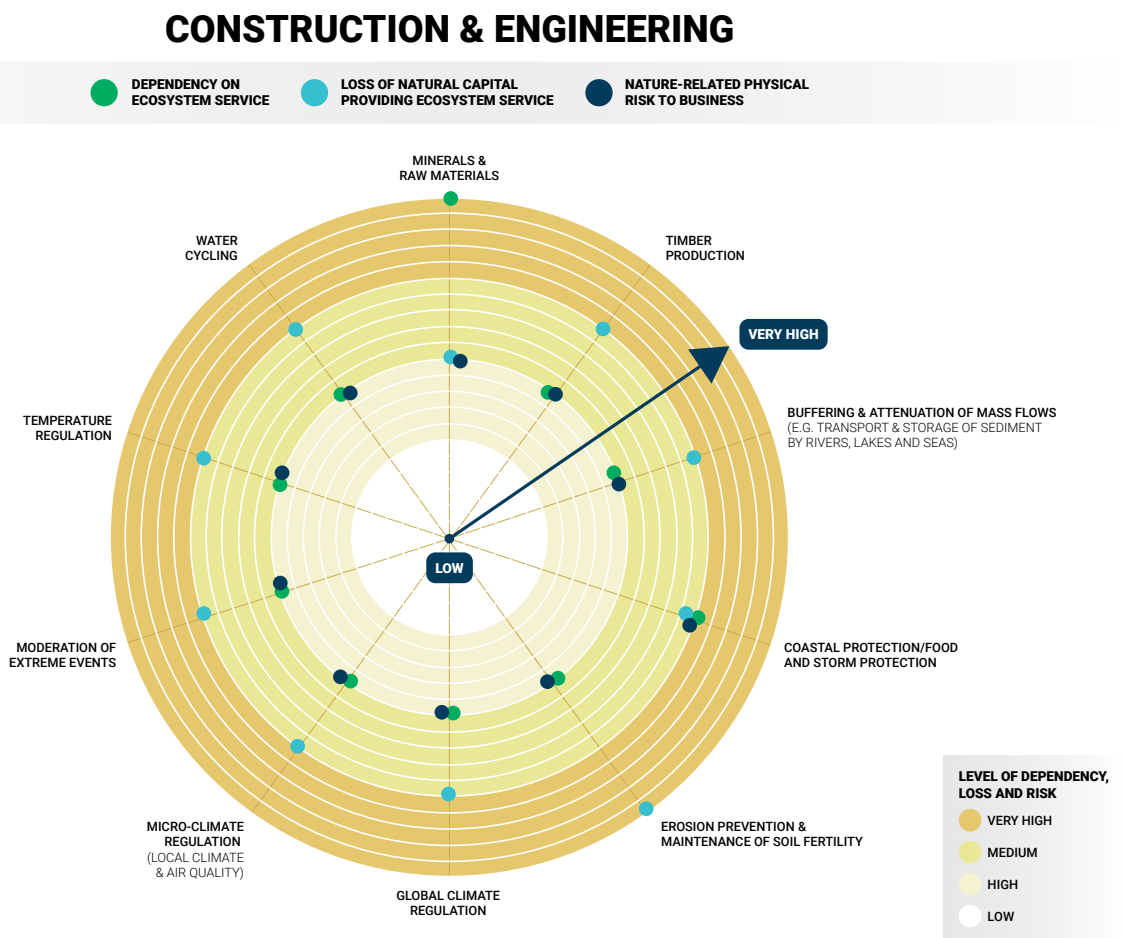 CONSTRUCTION & ENGINEERING
DEPENDENCY ON
ECOSYSTEM SERVICE
LOSS OF NATURAL CAPITAL
PROVIDING ECOSYSTEM SERVICE
NATURE-RELATED PHYSICAL
RISK TO BUSINESS
MINERALS &
RAW MATERIALS
WATER
CYCLING
TIMBER
PRODUCTION
VERY HIGH
TEMPERATURE
REGULATION
BUFFERING & ATTENUATION OF MASS FLOWS
(E.G. TRANSPORT & STORAGE OF SEDIMENT
BY RIVERS, LAKES AND SEAS)
LOW
MODERATION OF
EXTREME EVENTS
COASTAL PROTECTION/FOOD
AND STORM PROTECTION
MICRO-CLIMATE
REGULATION
(LOCAL CLIMATE
& AIR QUALITY)
EROSION PREVENTION &
MAINTENANCE OF SOIL FERTILITY
GLOBAL CLIMATE
REGULATION
LEVEL OF DEPENDENCY,
LOSS AND RISK
VERY HIGH
MEDIUM
HIGH
LOW